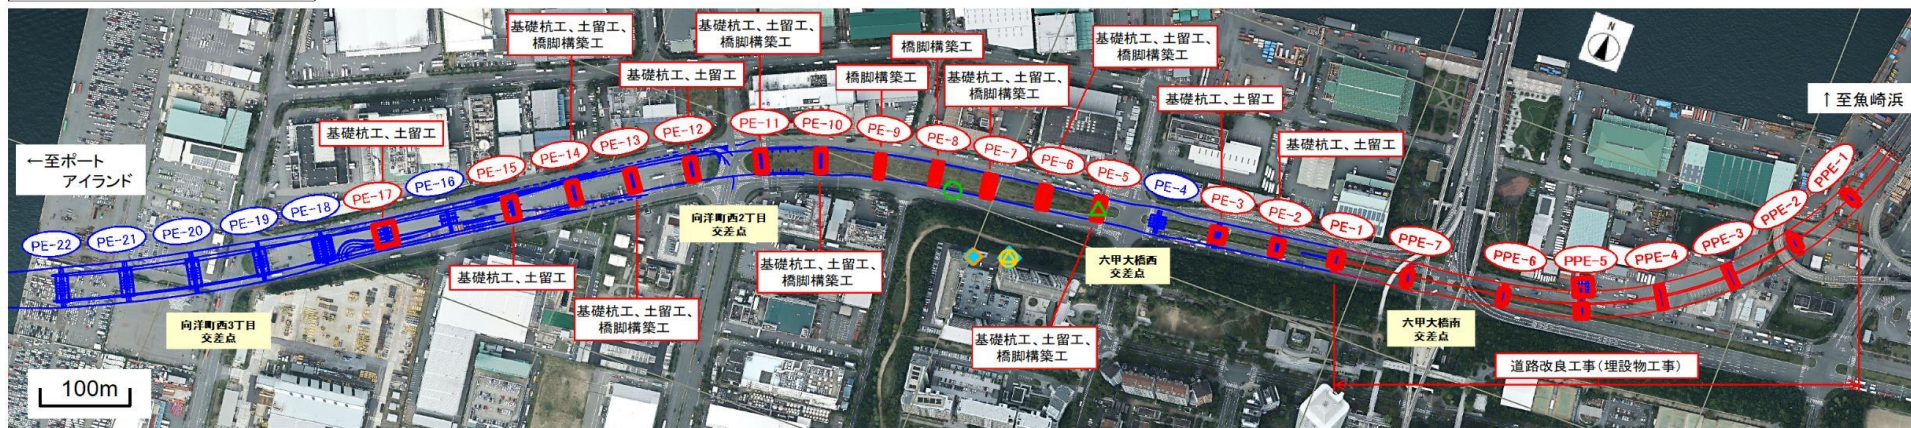 基礎杭工、土留工、
橋脚構築工
基礎杭工、土留工、
橋脚構築工
橋脚構築工
基礎杭工、土留工、
橋脚構築工
N
基礎杭工、土留工
橋脚構築工
基礎杭工、土留工、
橋脚構築工
基礎杭工、土留工
↑至魚崎浜
基礎杭工、土留工
基礎杭工、土留工
←至ポート
アイランド
PE-22
PE-21
PE-20
PE-19
PE-18
PE-17
PE-16
PE-15
PE-14
PE-13
PE-12
PE-11
PE-10
PE-9
PE-8
PE-7
PE-6
PE-5
PE-4
PE-3
PE-2
PE-1
PPE-7
PPE-6
PPE-5
PPE-4
PPE-3
PPE-2
PPE-1
向洋町西2丁目
交差点
六甲大橋西
交差点
基礎杭工、土留工
基礎杭工、土留工、
橋脚構築工
基礎杭工、土留工、
橋脚構築工
向洋町西3丁目
交差点
六甲大橋南
交差点
基礎杭工、土留工、
橋脚構築工
道路改良工事(埋設物工事)
100m